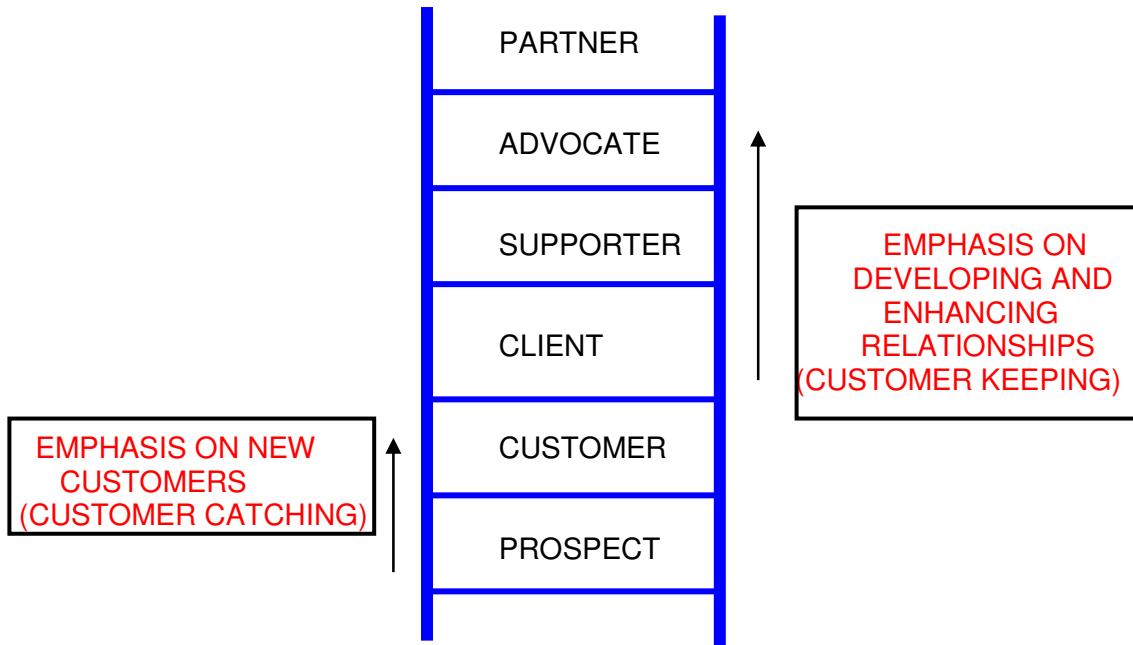 PARTNER
ADVOCATE
SUPPORTER
CLIENT
CUSTOMER
PROSPECT
EMPHASIS ON
DEVELOPING AND
ENHANCING
RELATIONSHIPS
(CUSTOMER KEEPING)
EMPHASIS ON NEW
CUSTOMERS
(CUSTOMER CATCHING)